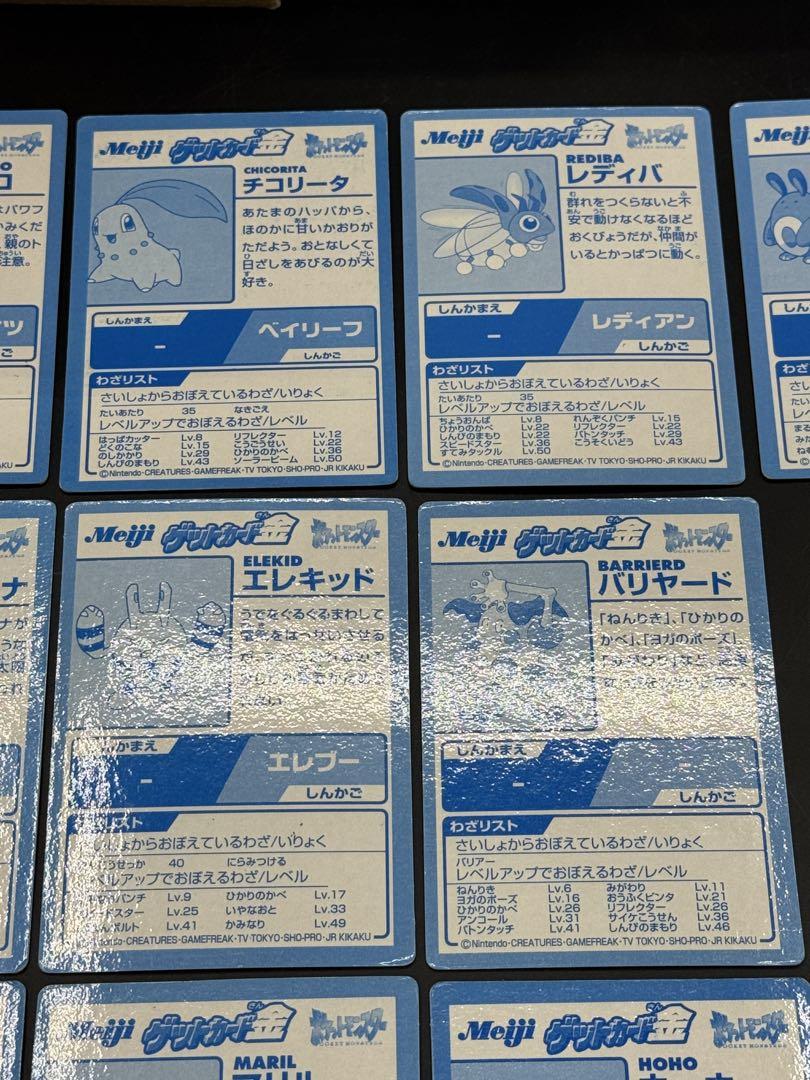 Meiji ゲットカード金 ポケットモンスター
CHICORITA
チコリータ
あたまのハッパから、
ほのかに甘いかおりが
ただよう。おとなしくて
日ざしをあびるのが大
好き。
しんかまえ
-
ベイリーフ
しんかご
わざリスト
さいしょからおぼえているわざ/いりょく
たいあたり 35 なきごえ
レベルアップでおぼえるわざ/レベル
はっぱカッター Lv.8 リフレクター Lv.12
どくのこな Lv.15 こうごうせい Lv.22
のしかかり Lv.29 ひかりのかべ Lv.36
しんぴのまもり Lv.43 ソーラービーム Lv.50
©Nintendo·CREATURES·GAMEFREAK·TV TOKYO·SHO-PRO·JR KIKAKU
Meiji ゲットカード金 ポケットモンスター
REDIBA
レディバ
群れをつくらないと不
安で動けなくなるほど
おくびょうだが、仲間が
いるとかっぱつに動く。
しんかまえ
-
レディアン
しんかご
わざリスト
さいしょからおぼえているわざ/いりょく
たいあたり 35
レベルアップでおぼえるわざ/レベル
ちょうおんぱ Lv.8 れんぞくパンチ Lv.15
ひかりのかべ Lv.22 リフレクター Lv.22
しんぴのまもり Lv.22 バトンタッチ Lv.29
スピードスター Lv.36 こうそくいどう Lv.43
すてみタックル Lv.50
©Nintendo·CREATURES·GAMEFREAK·TV TOKYO·SHO-PRO·JR KIKAKU
Meiji ゲットカード金 ポケットモンスター
ELEKID
エレキッド
うでをぐるぐるまわして
しんかまえ
-
エレブー
しんかご
わざリスト
さいしょからおぼえているわざ/いりょく
40 にらみつける
レベルアップでおぼえるわざ/レベル
パンチ Lv.9 ひかりのかべ Lv.17
スピードスター Lv.25 いやなおと Lv.33
Lv.41 かみなり Lv.49
Nintendo·CREATURES·GAMEFREAK·TV TOKYO·SHO-PRO·JR KIKAKU
Meiji ゲットカード金 ポケットモンスター
BARRIERD
バリヤード
「ねんりき」、「ひかりの
かべ」、「ヨガのポーズ」、
しんかまえ
-
-
しんかご
わざリスト
さいしょからおぼえているわざ/いりょく
バリアー
レベルアップでおぼえるわざ/レベル
ねんりき Lv.6 みがわり Lv.11
ヨガのポーズ Lv.16 おうふくビンタ Lv.21
ひかりのかべ Lv.26 リフレクター Lv.26
アンコール Lv.31 サイケこうせん Lv.36
バトンタッチ Lv.41 しんぴのまもり Lv.46
©Nintendo·CREATURES·GAMEFREAK·TV TOKYO·SHO-PRO·JR KIKAKU
Meiji ゲットカード金 ポケットモンスター
MARIL
Meiji ゲットカード金 ポケットモンスター
HOHO